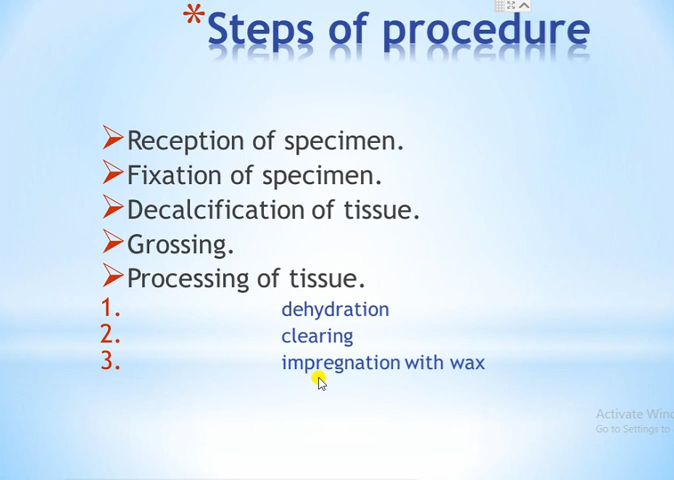 *Steps of procedure
Reception of specimen.
Fixation of specimen.
Decalcification of tissue.
Grossing.
Processing of tissue.
1. dehydration
2. clearing
3. impregnation with wax
Activate Wind
Go to Settings to